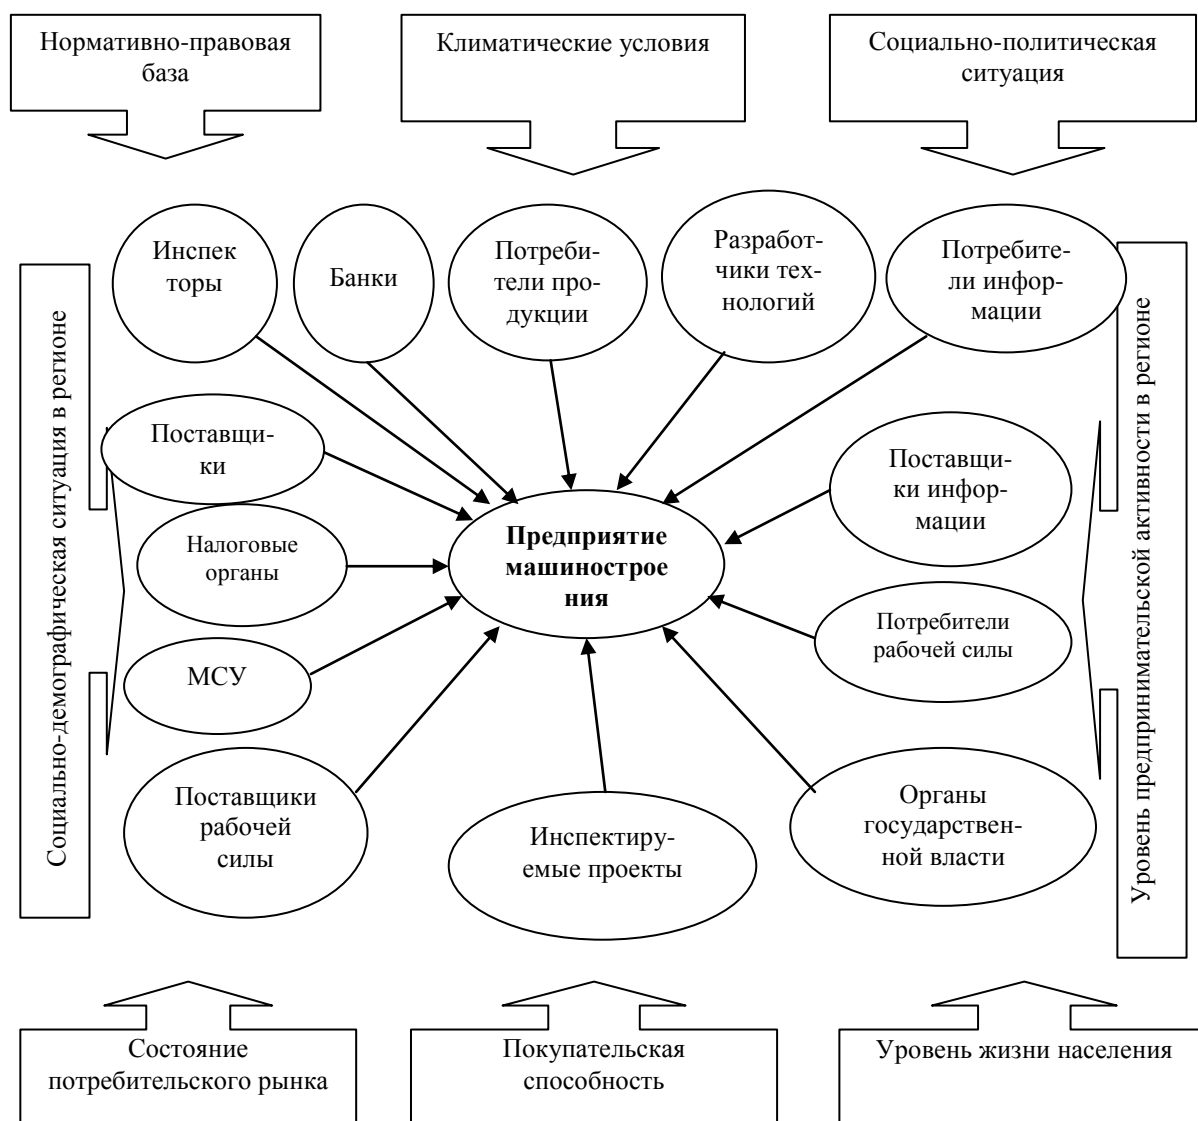 Нормативно-правовая
база
Климатические условия
Социально-политическая
ситуация
Инспек
торы
Банки
Потреби-
тели про-
дукции
Разработ-
чики тех-
нологий
Потребите-
ли инфор-
мации
Социально-демографическая ситуация в регионе
Уровень предпринимательской активности в регионе
Поставщи-
ки
Поставщи-
ки инфор-
мации
Предприятие
машинострое
ния
Налоговые
органы
Потребители
рабочей силы
МСУ
Поставщики
рабочей
силы
Инспектиру-
емые проекты
Органы
государствен-
ной власти
Состояние
потребительского рынка
Покупательская
способность
Уровень жизни населения